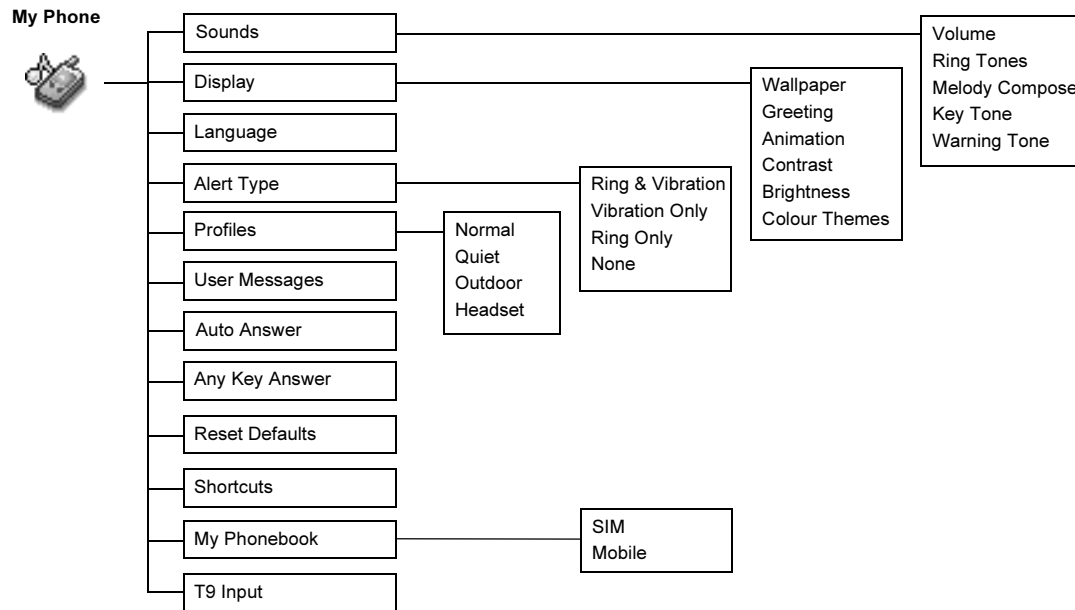 My Phone
Sounds
Display
Language
Alert Type
Profiles
User Messages
Auto Answer
Any Key Answer
Reset Defaults
Shortcuts
My Phonebook
T9 Input
Normal
Quiet
Outdoor
Headset
Ring & Vibration
Vibration Only
Ring Only
None
SIM
Mobile
Wallpaper
Greeting
Animation
Contrast
Brightness
Colour Themes
Volume
Ring Tones
Melody Compose
Key Tone
Warning Tone